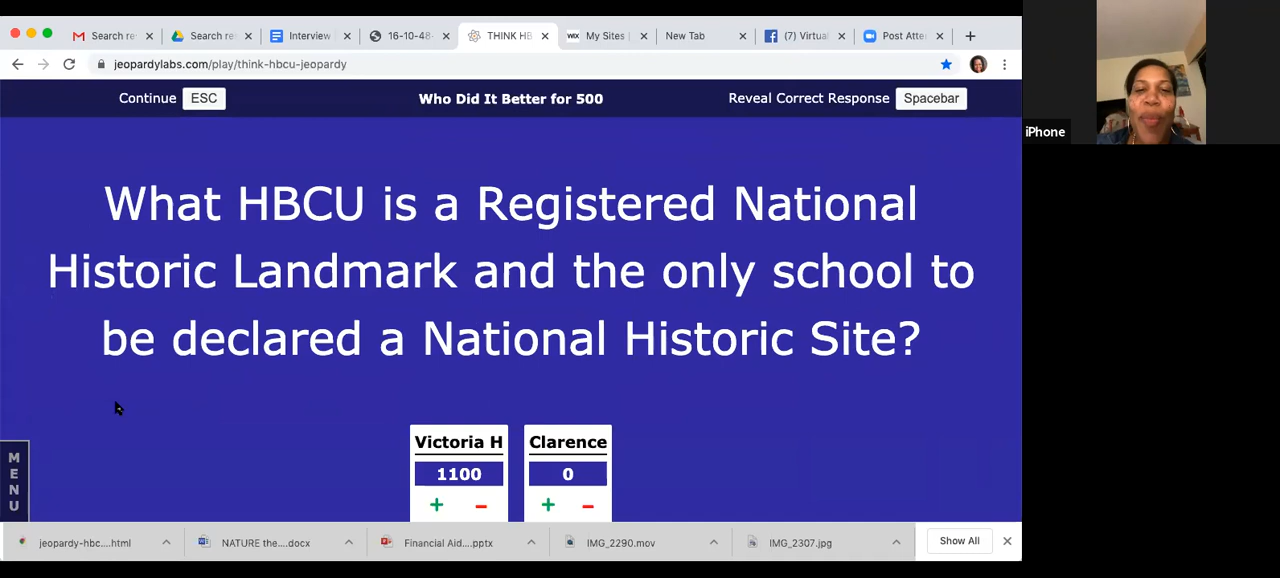 Search re
Search re
Interview
16-10-48-
THINK HB
WIX My Sites |
New Tab
(7) Virtua
Post Atte
jeopardylabs.com/play/think-hbcu-jeopardy
Continue ESC
Who Did It Better for 500
Reveal Correct Response Spacebar
iPhone
What HBCU is a Registered National
Historic Landmark and the only school to
be declared a National Historic Site?
MENU
Victoria H
1100
+ -
Clarence
0
+ -
jeopardy-hbc....html
NATURE the....docx
Financial Aid....pptx
IMG_2290.mov
IMG_2307.jpg
Show All